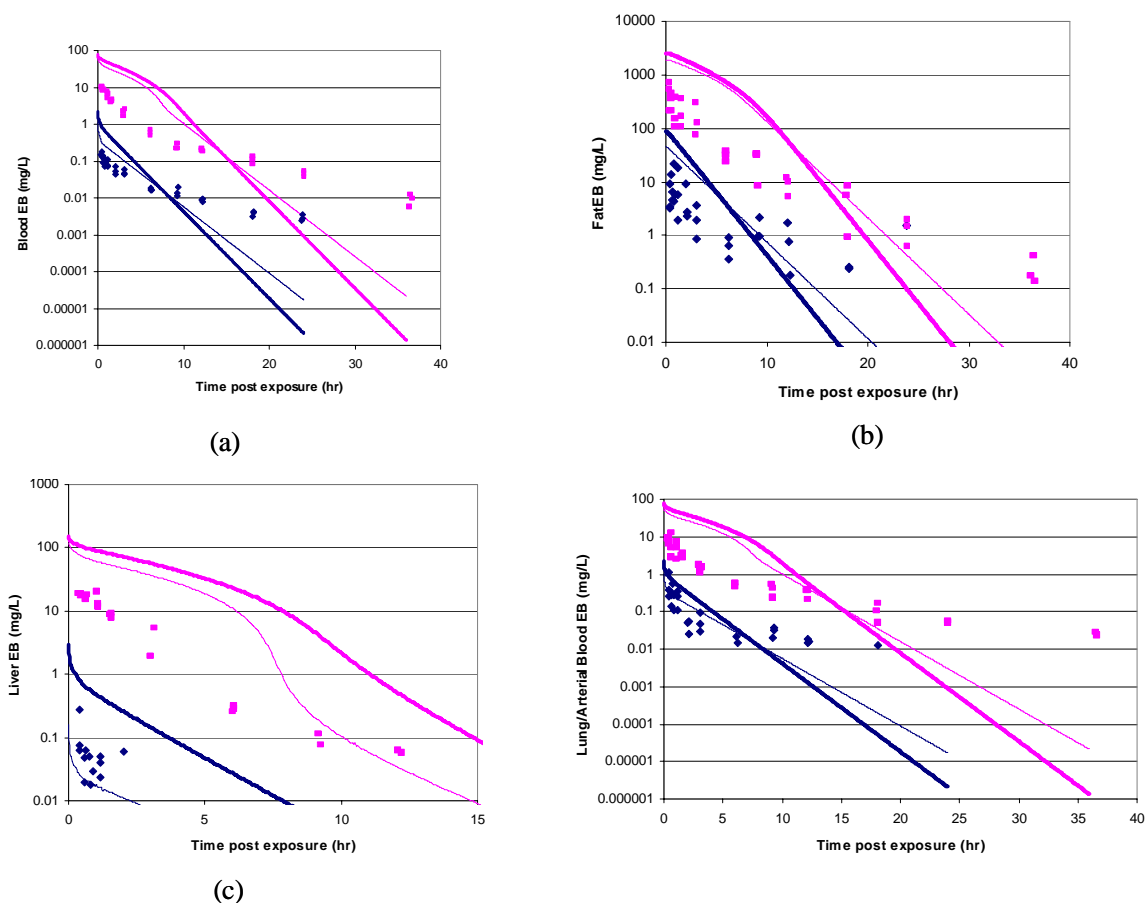 100
10
1
0.1
0.01
0.001
0.0001
0.00001
0.000001
Blood EB (mg/L)
0 10 20 30 40
Time post exposure (hr)
(a)
10000
1000
100
10
1
0.1
0.01
Fat EB (mg/L)
0 10 20 30 40
Time post exposure (hr)
(b)
1000
100
10
1
0.1
0.01
Liver EB (mg/L)
0 5 10 15
Time post exposure (hr)
(c)
100
10
1
0.1
0.01
0.001
0.0001
0.00001
0.000001
Lung/Arterial Blood EB (mg/L)
0 5 10 15 20 25 30 35 40
Time post exposure (hr)